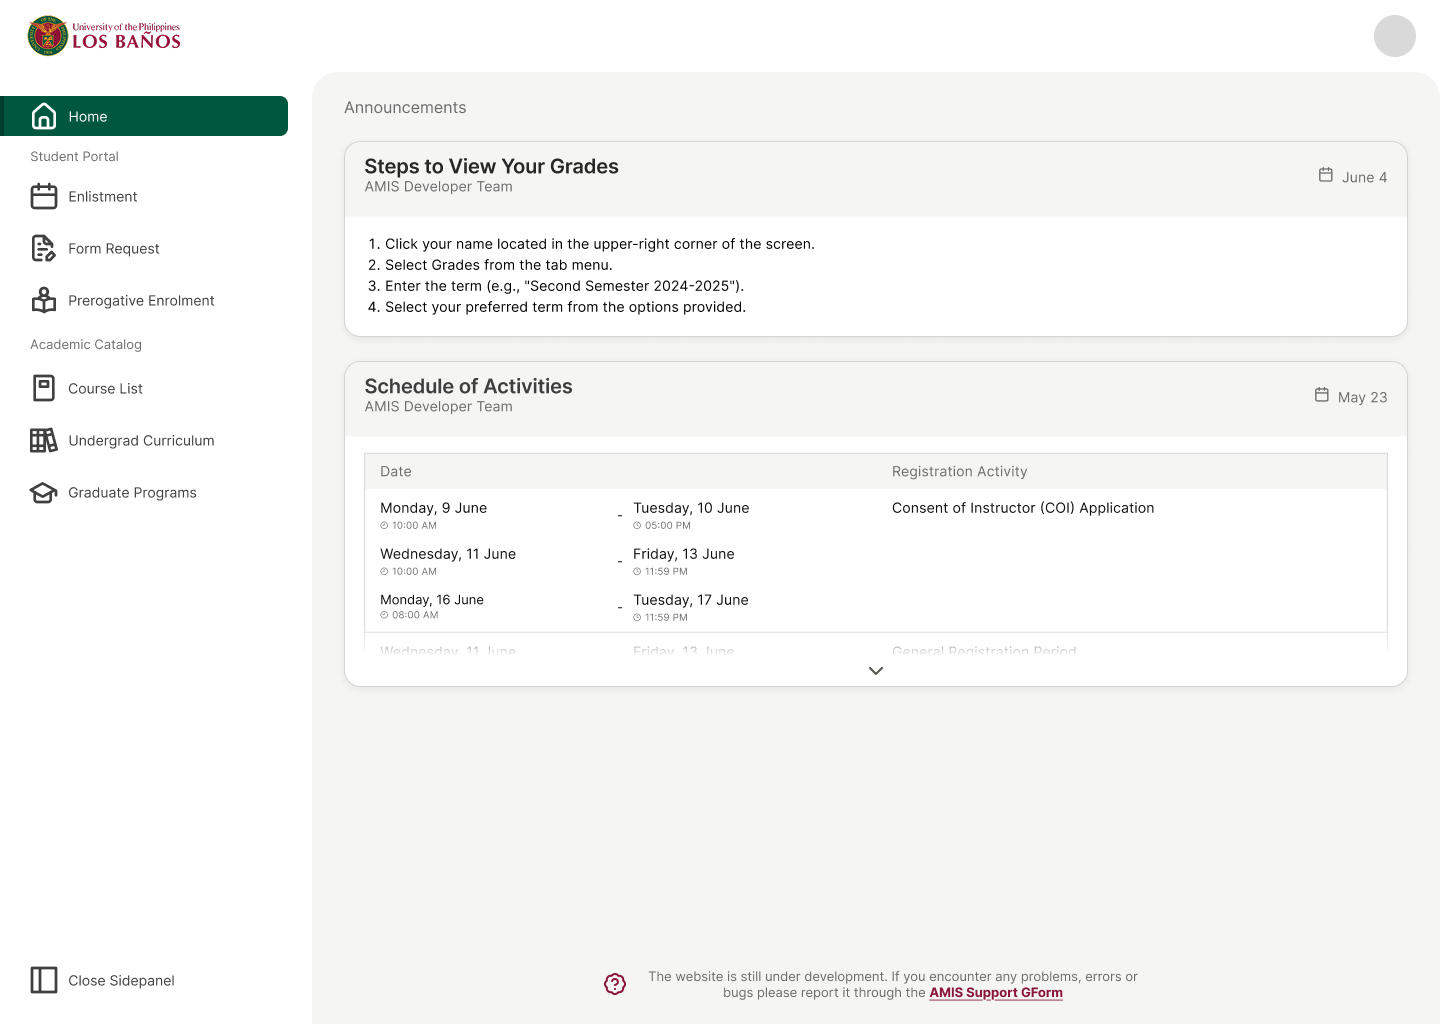 University of the Philippines
LOS BAÑOS
Home
Student Portal
Enlistment
Form Request
Prerogative Enrolment
Academic Catalog
Course List
Undergrad Curriculum
Graduate Programs
Close Sidepanel
Announcements
Steps to View Your Grades
AMIS Developer Team
June 4
1. Click your name located in the upper-right corner of the screen.
2. Select Grades from the tab menu.
3. Enter the term (e.g., "Second Semester 2024-2025").
4. Select your preferred term from the options provided.
Schedule of Activities
AMIS Developer Team
May 23
Date Registration Activity
Monday, 9 June - Tuesday, 10 June Consent of Instructor (COI) Application
10:00 AM 05:00 PM
Wednesday, 11 June - Friday, 13 June
10:00 AM 11:59 PM
Monday, 16 June - Tuesday, 17 June
08:00 AM 11:59 PM
Wednesday, 11 June Friday, 13 June General Registration Period
The website is still under development. If you encounter any problems, errors or
bugs please report it through the AMIS Support GForm